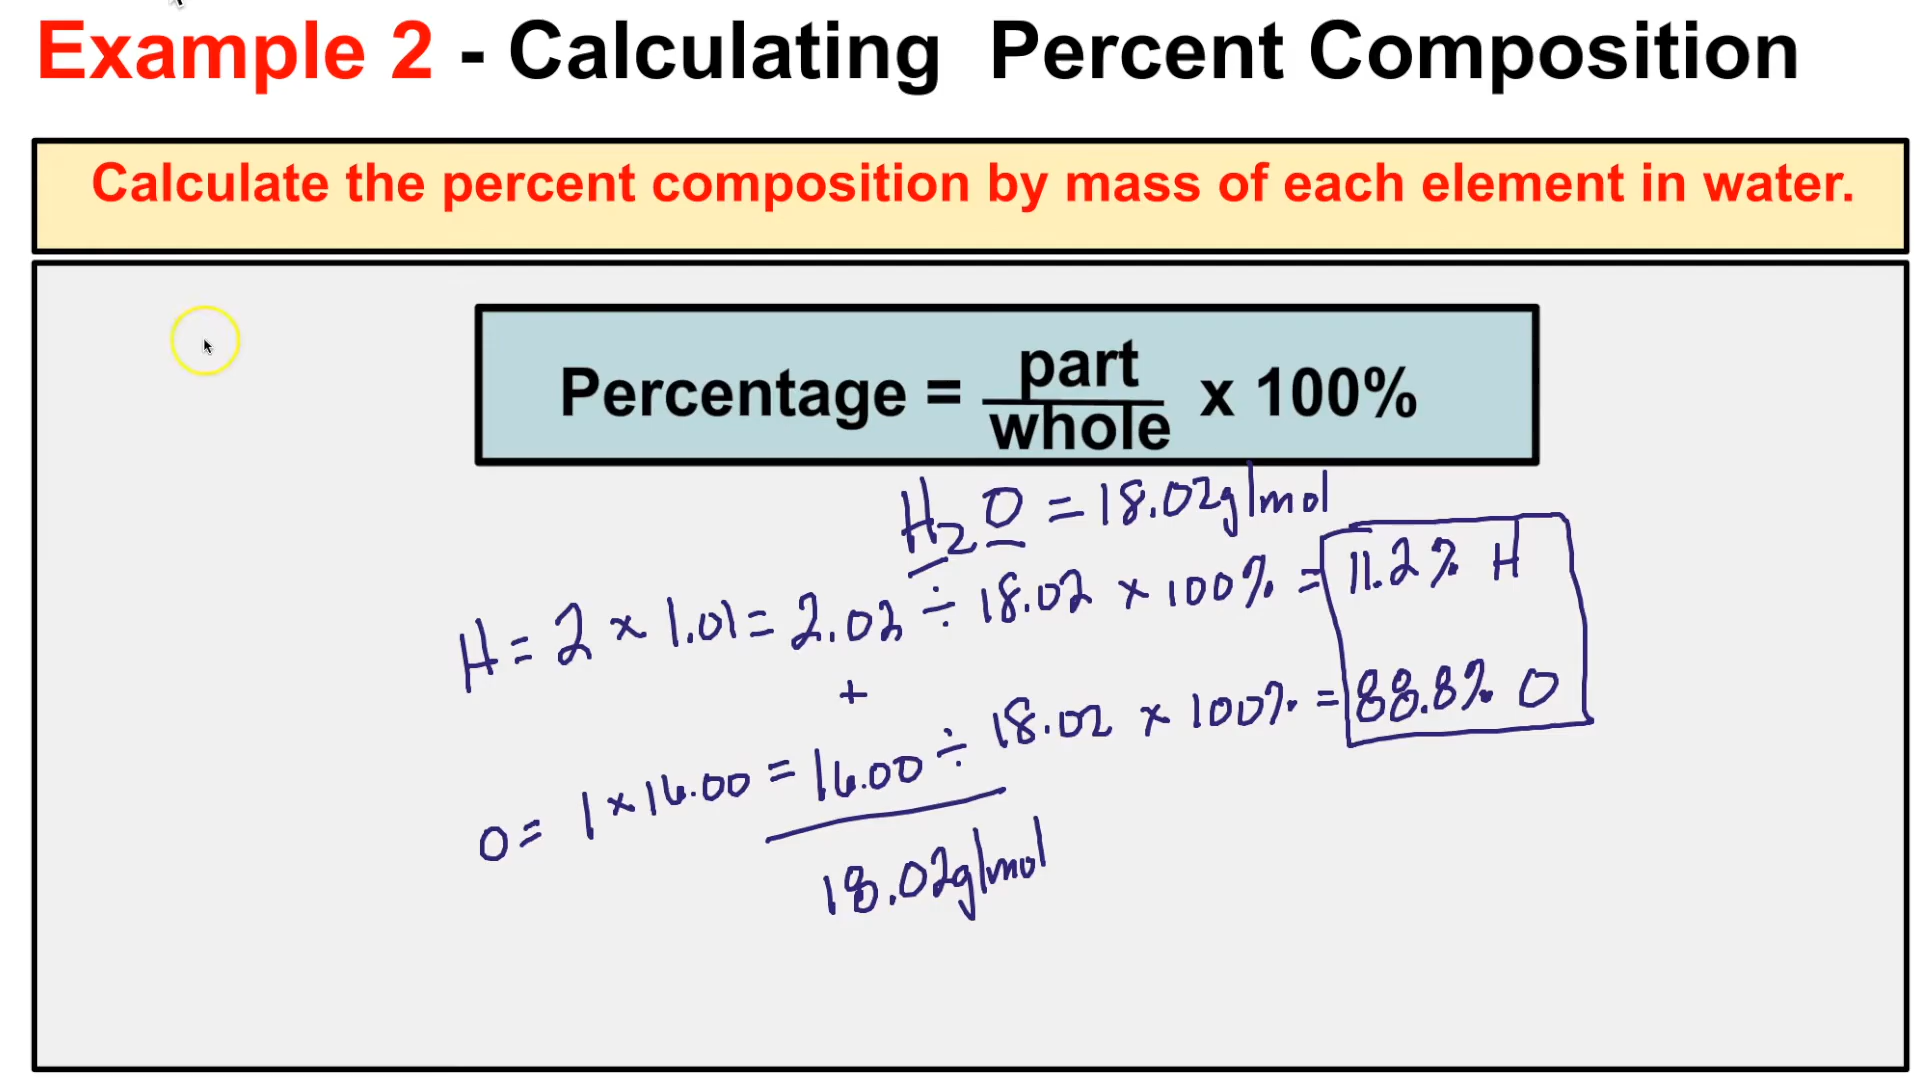 Example 2 - Calculating Percent Composition
Calculate the percent composition by mass of each element in water.
Percentage = part/whole x 100%
H₂O = 18.02g/mol
H = 2 × 1.01 = 2.02 ÷ 18.02 × 100% = 11.2% H
+
O = 1 × 16.00 = 16.00 ÷ 18.02 × 100% = 88.8% O
18.02g/mol